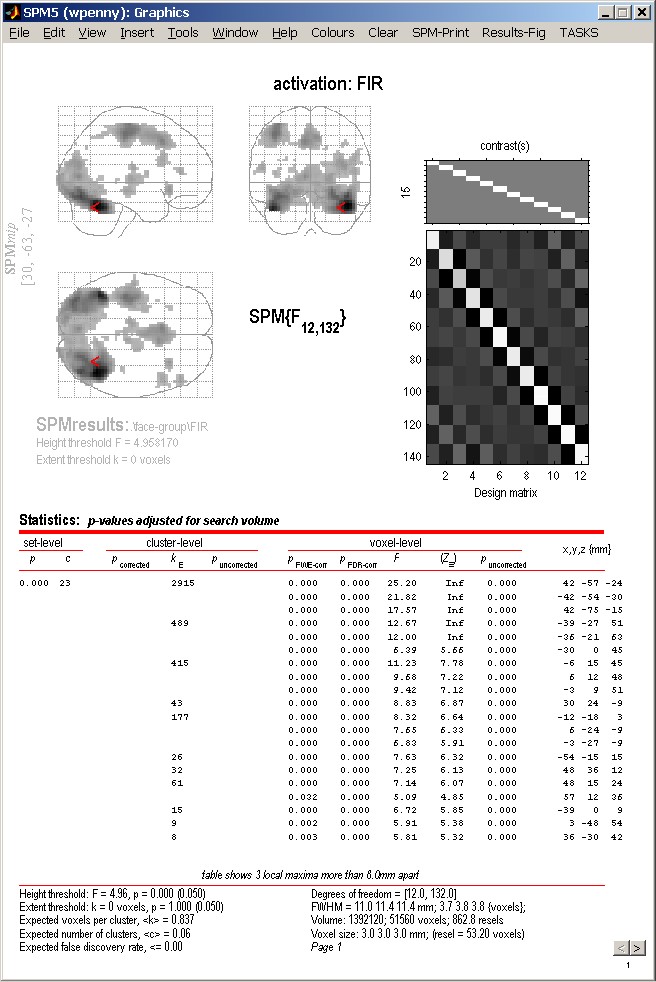 SPM5 (wpenny): Graphics
File Edit View Insert Tools Window Help Colours Clear SPM-Print Results-Fig TASKS
activation: FIR
SPMmip
[30, -63, -27]
contrast(s)
15
SPM{F12,132}
20
40
60
80
100
120
140
2 4 6 8 10 12
Design matrix
SPMresults: .\face-group\FIR
Height threshold F = 4.958170
Extent threshold k = 0 voxels
Statistics: p-values adjusted for search volume
set-level cluster-level voxel-level x,y,z {mm}
p c p corrected k E p uncorrected p FWE-corr p FDR-corr F (Z≡) p uncorrected
0.000 23 2915 0.000 0.000 25.20 Inf 0.000 42 -57 -24
0.000 0.000 21.82 Inf 0.000 -42 -54 -30
0.000 0.000 17.57 Inf 0.000 42 -75 -15
489 0.000 0.000 12.67 Inf 0.000 -39 -27 51
0.000 0.000 12.00 Inf 0.000 -36 -21 63
0.000 0.000 6.39 5.66 0.000 -30 0 45
415 0.000 0.000 11.23 7.78 0.000 -6 15 45
0.000 0.000 9.68 7.22 0.000 6 12 48
0.000 0.000 9.42 7.12 0.000 -3 9 51
43 0.000 0.000 8.83 6.87 0.000 30 24 -9
177 0.000 0.000 8.32 6.64 0.000 -12 -18 3
0.000 0.000 7.65 6.33 0.000 6 -24 -9
0.000 0.000 6.83 5.91 0.000 -3 -27 -9
26 0.000 0.000 7.63 6.32 0.000 -54 -15 15
32 0.000 0.000 7.25 6.13 0.000 48 36 12
61 0.000 0.000 7.14 6.07 0.000 48 15 24
0.032 0.000 5.09 4.85 0.000 57 12 36
15 0.000 0.000 6.72 5.85 0.000 -39 0 9
9 0.002 0.000 5.91 5.38 0.000 3 -48 54
8 0.003 0.000 5.81 5.32 0.000 36 -30 42
table shows 3 local maxima more than 8.0mm apart
Height threshold: F = 4.96, p = 0.000 (0.050)
Extent threshold: k = 0 voxels, p = 1.000 (0.050)
Expected voxels per cluster, <k> = 0.837
Expected number of clusters, <c> = 0.06
Expected false discovery rate, <= 0.00
Degrees of freedom = [12.0, 132.0]
FWHM = 11.0 11.4 11.4 mm; 3.7 3.8 3.8 {voxels};
Volume: 1392120; 51560 voxels; 862.8 resels
Voxel size: 3.0 3.0 3.0 mm; (resel = 53.20 voxels)
Page 1
< >
1